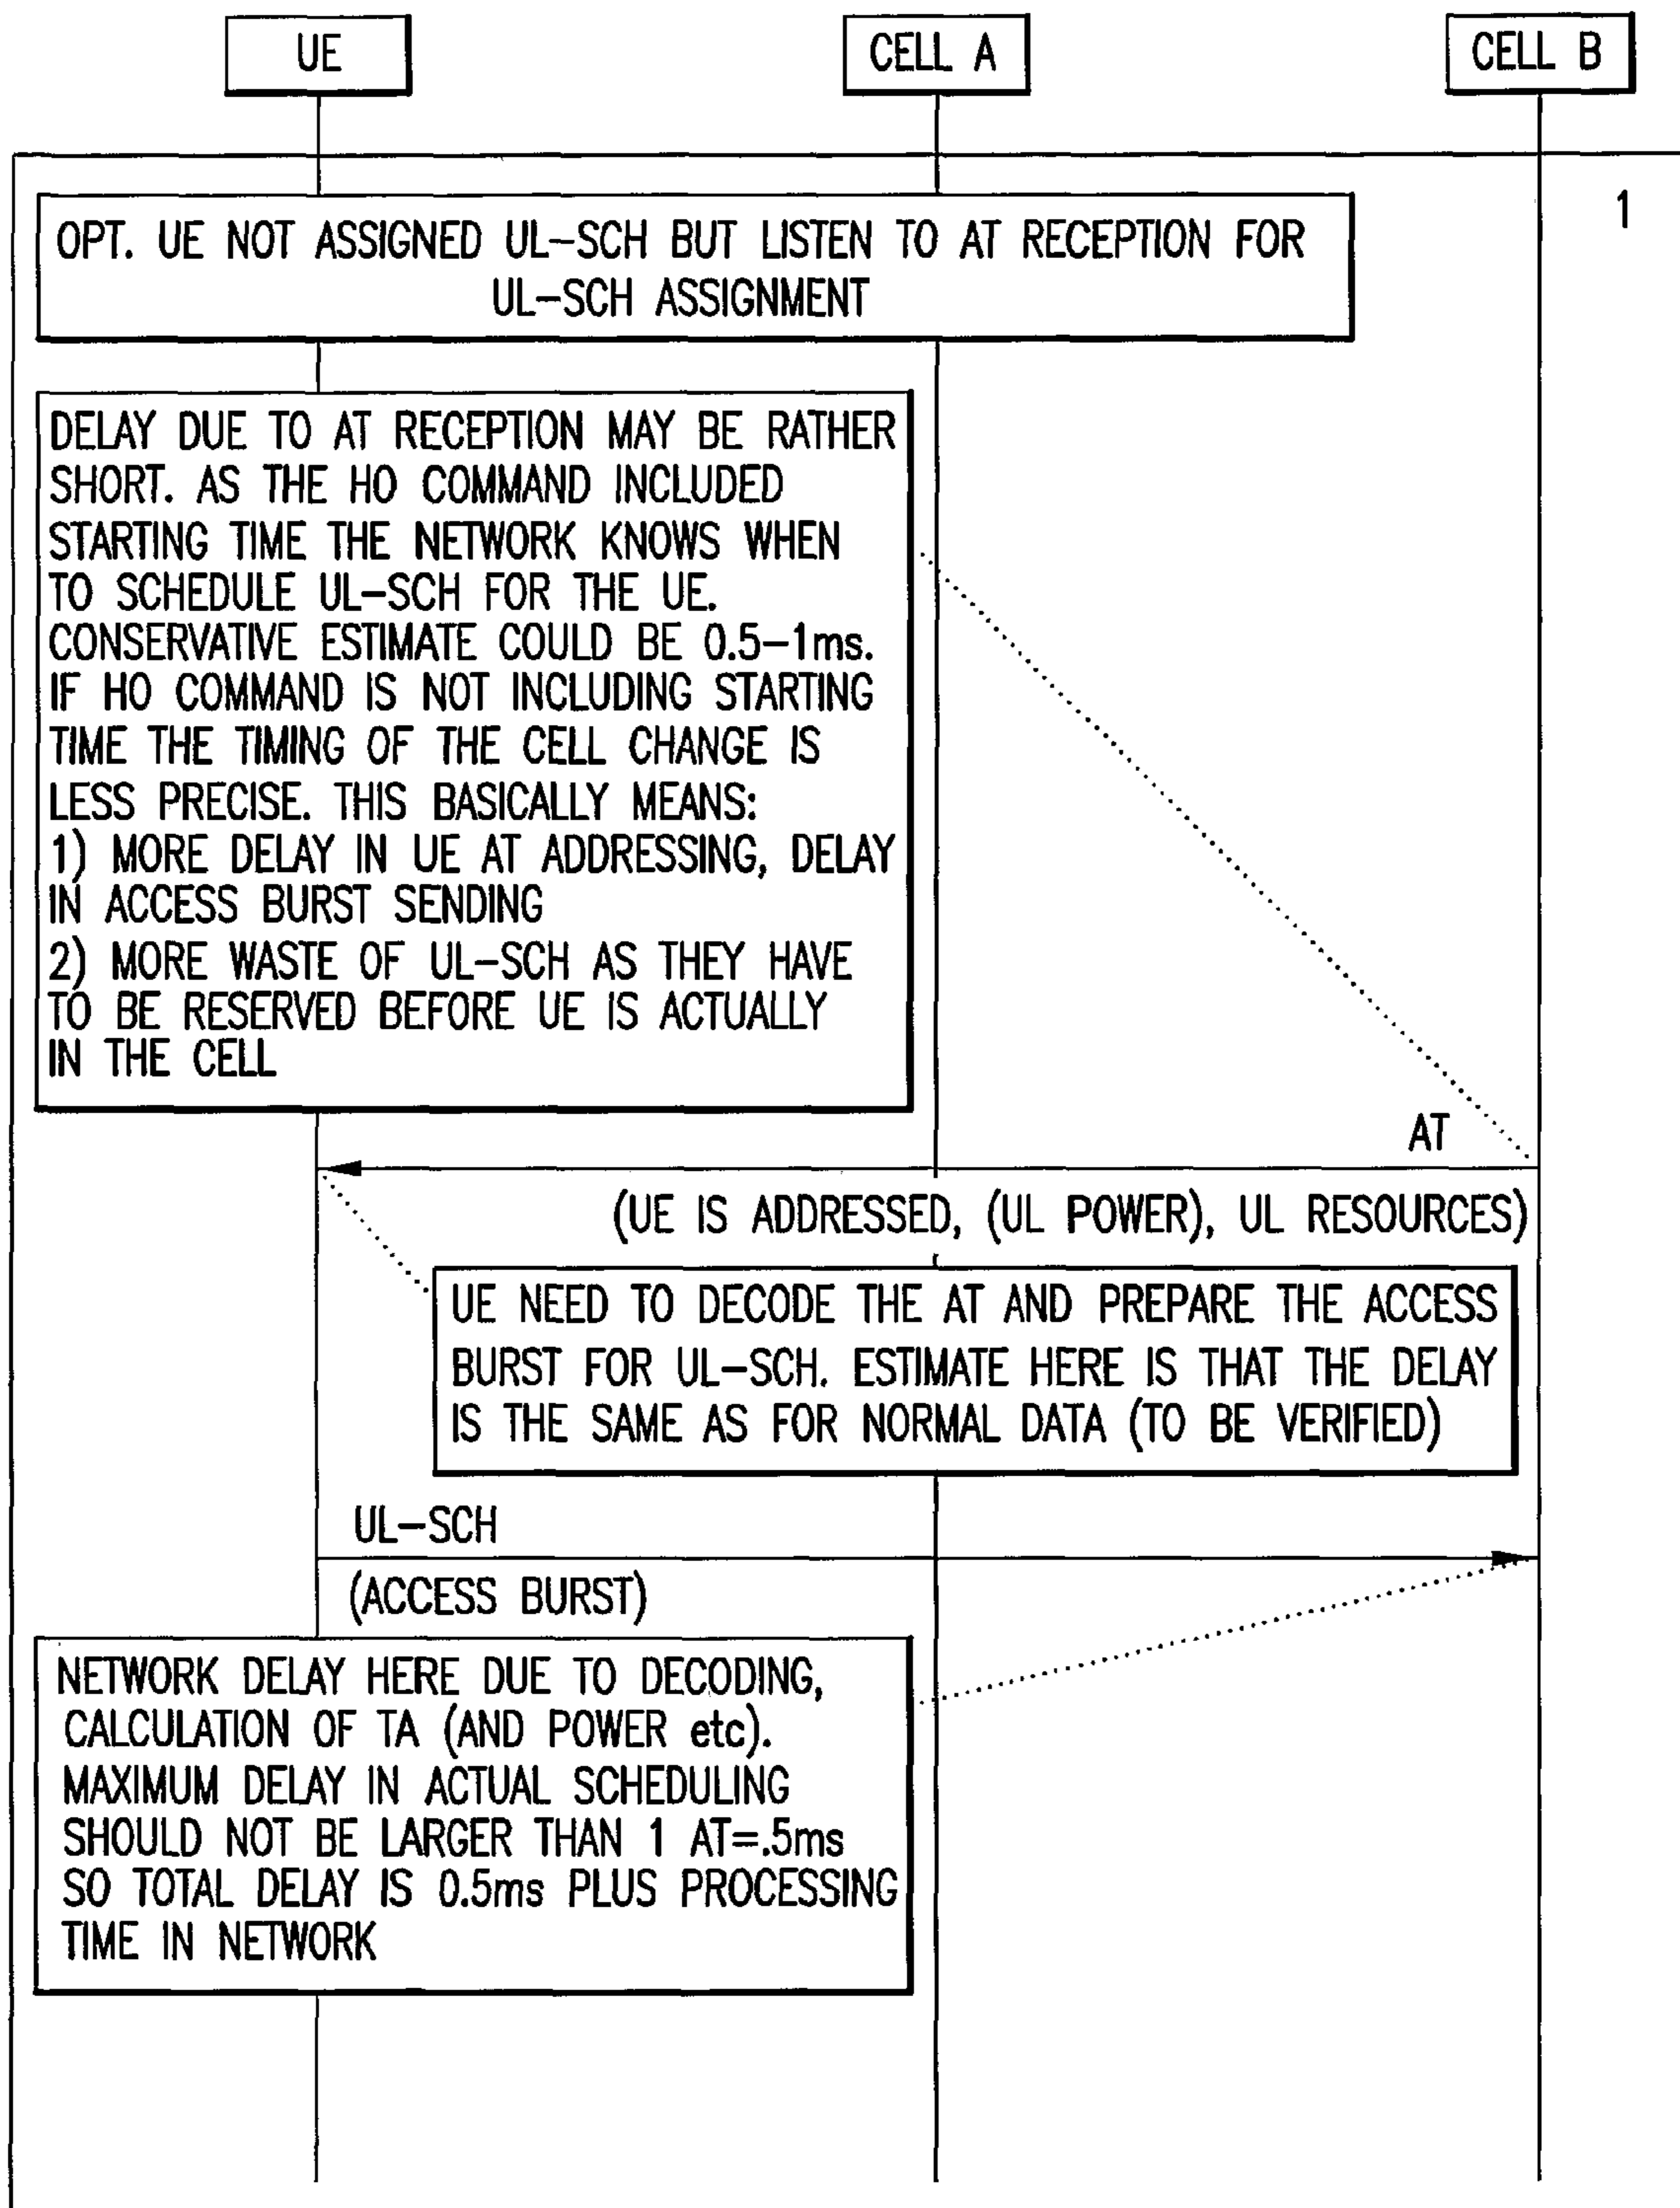 UE
CELL A
CELL B
1
OPT. UE NOT ASSIGNED UL-SCH BUT LISTEN TO AT RECEPTION FOR
UL-SCH ASSIGNMENT
DELAY DUE TO AT RECEPTION MAY BE RATHER
SHORT. AS THE HO COMMAND INCLUDED
STARTING TIME THE NETWORK KNOWS WHEN
TO SCHEDULE UL-SCH FOR THE UE.
CONSERVATIVE ESTIMATE COULD BE 0.5-1ms.
IF HO COMMAND IS NOT INCLUDING STARTING
TIME THE TIMING OF THE CELL CHANGE IS
LESS PRECISE. THIS BASICALLY MEANS:
1) MORE DELAY IN UE AT ADDRESSING, DELAY
IN ACCESS BURST SENDING
2) MORE WASTE OF UL-SCH AS THEY HAVE
TO BE RESERVED BEFORE UE IS ACTUALLY
IN THE CELL
AT
(UE IS ADDRESSED, (UL POWER), UL RESOURCES)
UE NEED TO DECODE THE AT AND PREPARE THE ACCESS
BURST FOR UL-SCH. ESTIMATE HERE IS THAT THE DELAY
IS THE SAME AS FOR NORMAL DATA (TO BE VERIFIED)
UL-SCH
(ACCESS BURST)
NETWORK DELAY HERE DUE TO DECODING,
CALCULATION OF TA (AND POWER etc).
MAXIMUM DELAY IN ACTUAL SCHEDULING
SHOULD NOT BE LARGER THAN 1 AT=.5ms
SO TOTAL DELAY IS 0.5ms PLUS PROCESSING
TIME IN NETWORK